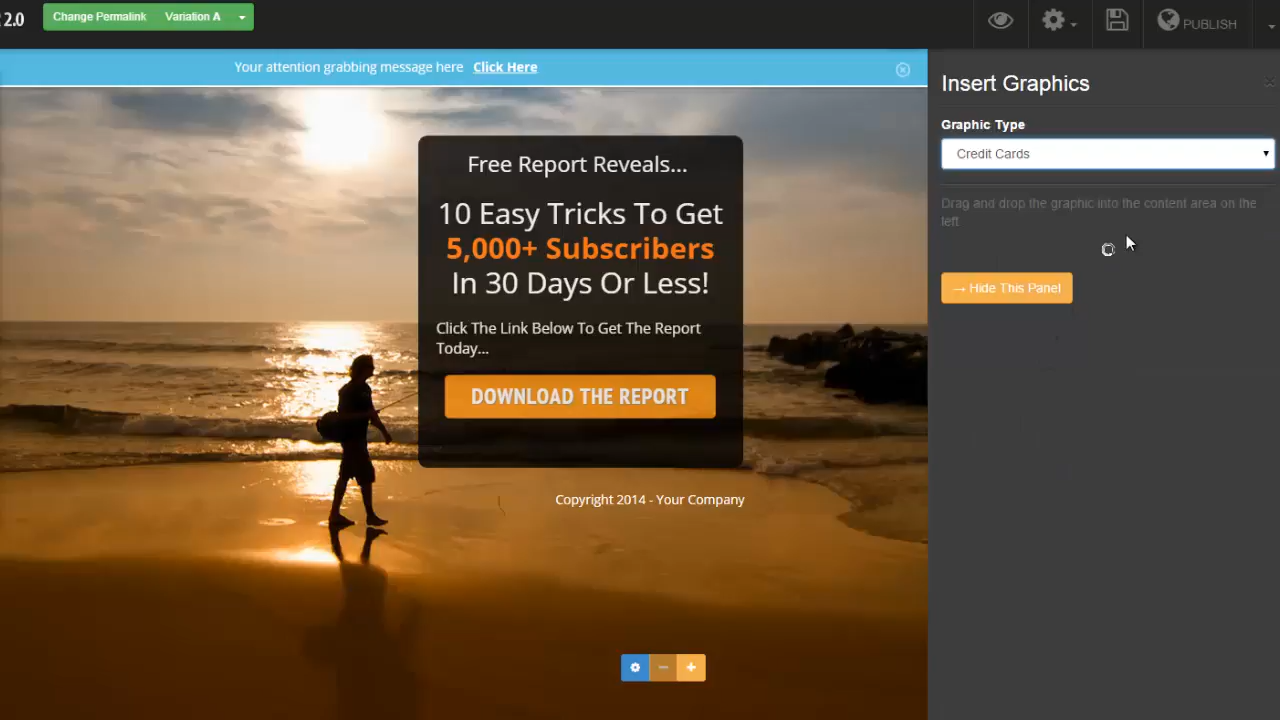 2.0
Change Permalink
Variation A
PUBLISH
Your attention grabbing message here Click Here
Free Report Reveals...
10 Easy Tricks To Get
5,000+ Subscribers
In 30 Days Or Less!
Click The Link Below To Get The Report
Today...
DOWNLOAD THE REPORT
Copyright 2014 - Your Company
Insert Graphics
Graphic Type
Credit Cards
Drag and drop the graphic into the content area on the
left
→ Hide This Panel